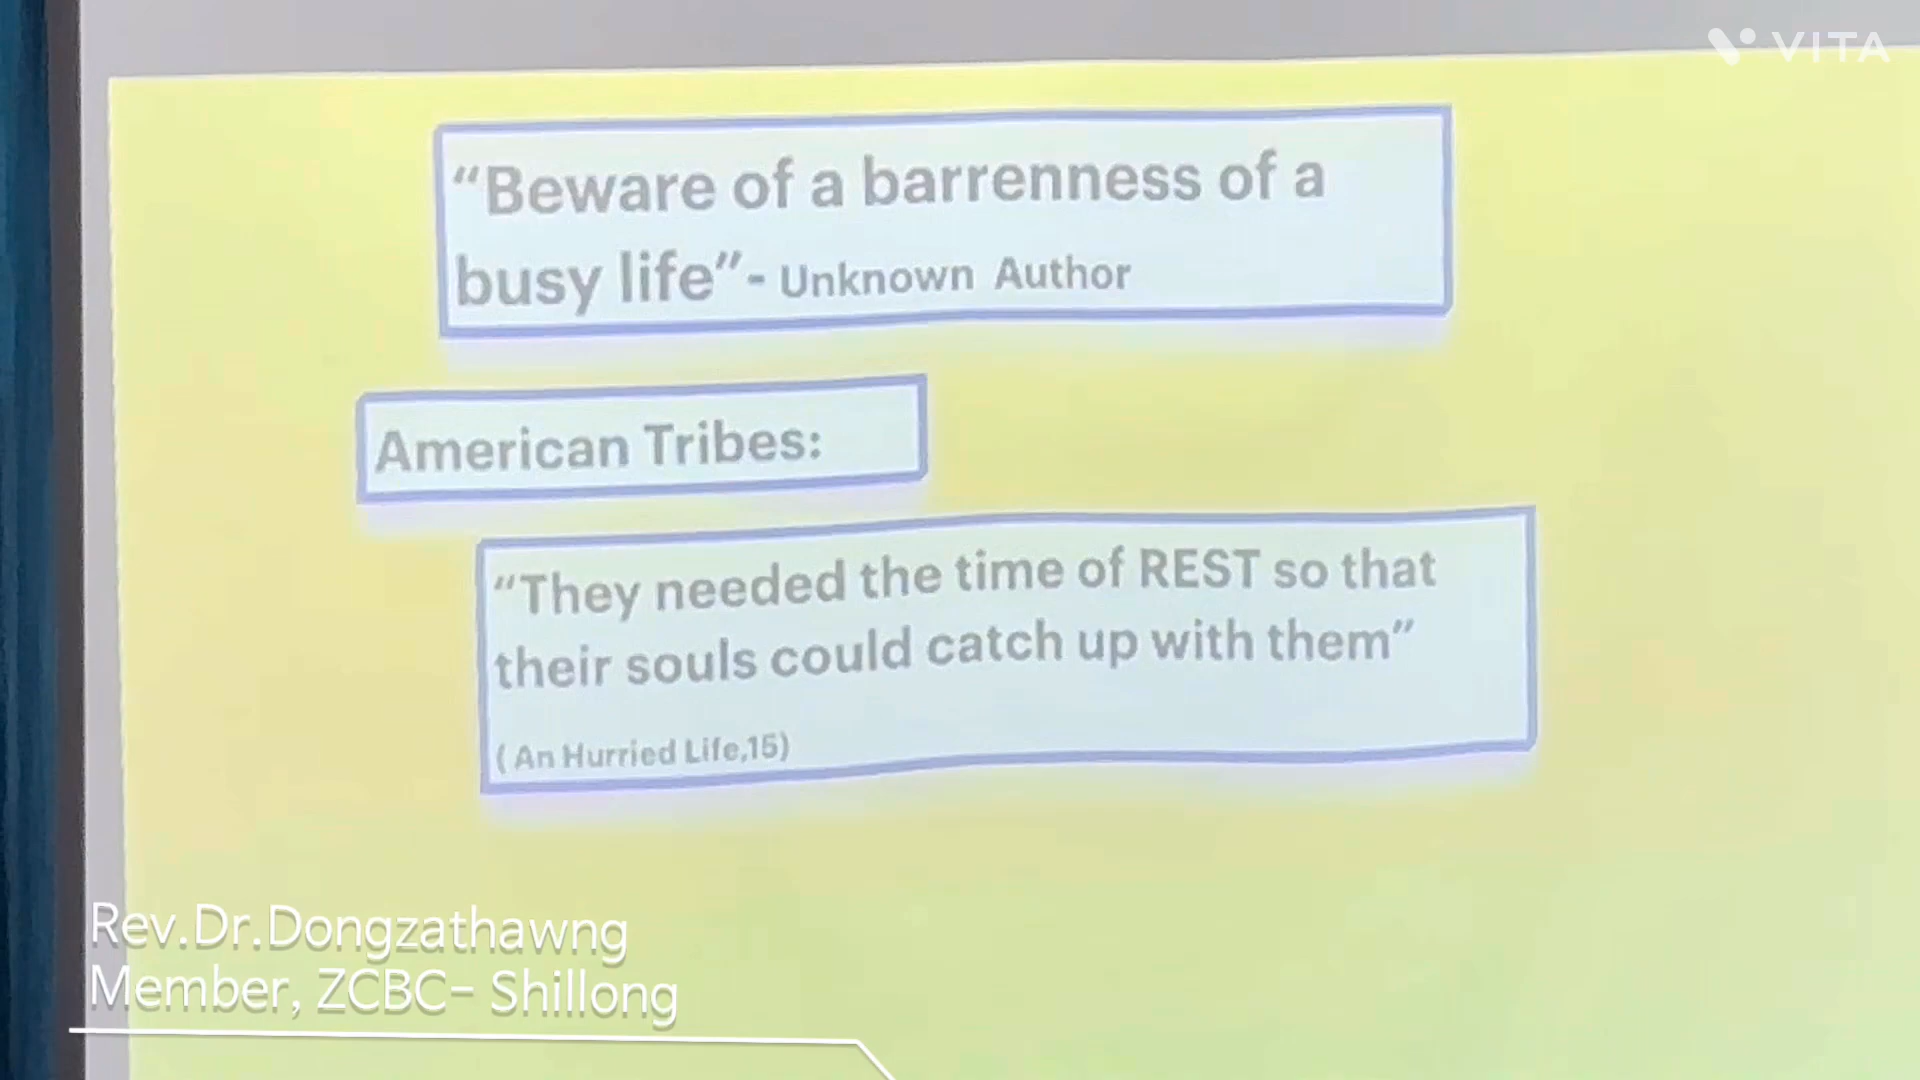 VITA
“Beware of a barrenness of a
busy life”- Unknown Author
American Tribes:
“They needed the time of REST so that
their souls could catch up with them”
( An Hurried Life,15)
Rev.Dr.Dongzathawng
Member, ZCBC- Shillong